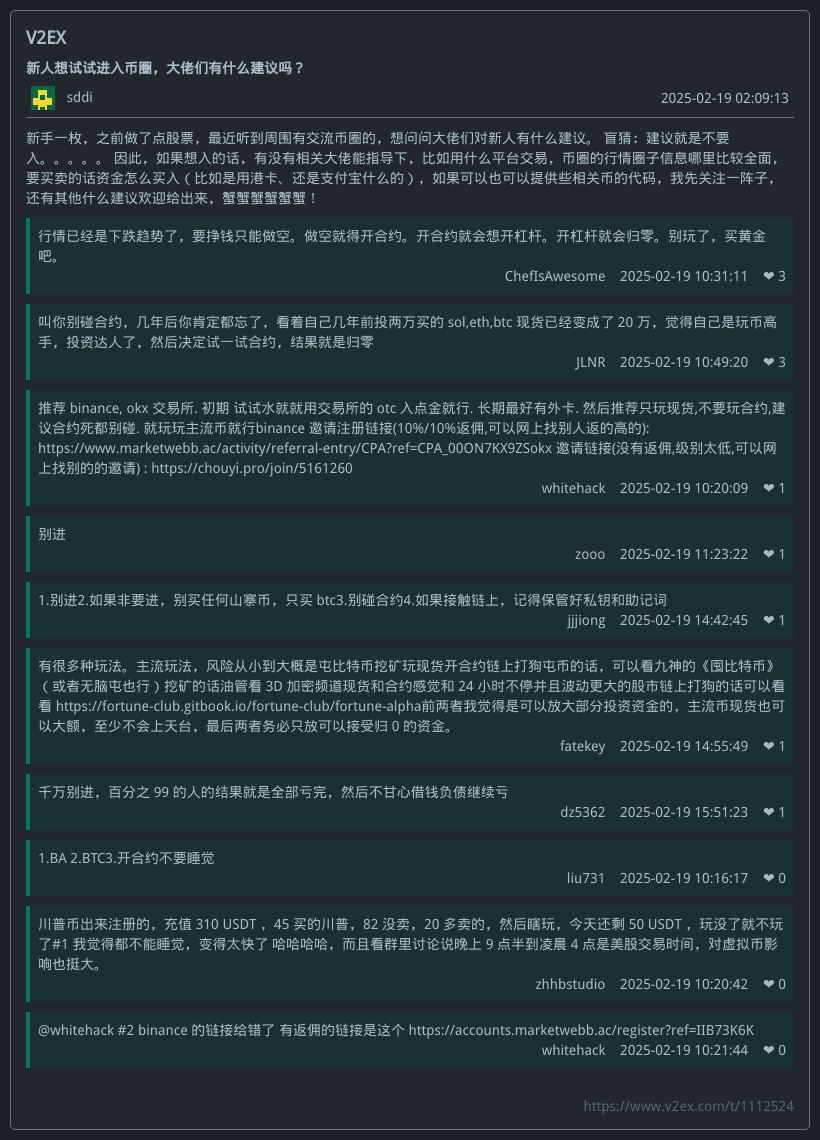 V2EX
新人想试试进入币圈，大佬们有什么建议吗？
sddi
2025-02-19 02:09:13
新手一枚，之前做了点股票，最近听到周围有交流币圈的，想问问大佬们对新人有什么建议。 盲猜：建议就是不要
入。。。。。 因此，如果想入的话，有没有相关大佬能指导下，比如用什么平台交易，币圈的行情圈子信息哪里比较全面，
要买卖的话资金怎么买入（比如是用港卡、还是支付宝什么的），如果可以也可以提供些相关币的代码，我先关注一阵子，
还有其他什么建议欢迎给出来，蟹蟹蟹蟹蟹蟹！
行情已经是下跌趋势了，要挣钱只能做空。做空就得开合约。开合约就会想开杠杆。开杠杆就会归零。别玩了，买黄金
吧。
ChefIsAwesome 2025-02-19 10:31:11 ❤ 3
叫你别碰合约，几年后你肯定都忘了，看着自己几年前投两万买的 sol,eth,btc 现货已经变成了 20 万，觉得自己是玩币高
手，投资达人了，然后决定试一试合约，结果就是归零
JLNR 2025-02-19 10:49:20 ❤ 3
推荐 binance, okx 交易所. 初期 试试水就就用交易所的 otc 入点金就行. 长期最好有外卡. 然后推荐只玩现货,不要玩合约,建
议合约死都别碰. 就玩玩主流币就行binance 邀请注册链接(10%/10%返佣,可以网上找别人返的高的):
https://www.marketwebb.ac/activity/referral-entry/CPA?ref=CPA_00ON7KX9ZSokx 邀请链接(没有返佣,级别太低,可以网
上找别的的邀请) : https://chouyi.pro/join/5161260
whitehack 2025-02-19 10:20:09 ❤ 1
别进
zooo 2025-02-19 11:23:22 ❤ 1
1.别进2.如果非要进，别买任何山寨币，只买 btc3.别碰合约4.如果接触链上，记得保管好私钥和助记词
jjjiong 2025-02-19 14:42:45 ❤ 1
有很多种玩法。主流玩法，风险从小到大概是屯比特币挖矿玩现货开合约链上打狗屯币的话，可以看九神的《囤比特币》
（或者无脑屯也行）挖矿的话油管看 3D 加密频道现货和合约感觉和 24 小时不停并且波动更大的股市链上打狗的话可以看
看 https://fortune-club.gitbook.io/fortune-club/fortune-alpha前两者我觉得是可以放大部分投资资金的，主流币现货也可
以大额，至少不会上天台，最后两者务必只放可以接受归 0 的资金。
fatekey 2025-02-19 14:55:49 ❤ 1
千万别进，百分之 99 的人的结果就是全部亏完，然后不甘心借钱负债继续亏
dz5362 2025-02-19 15:51:23 ❤ 1
1.BA 2.BTC3.开合约不要睡觉
liu731 2025-02-19 10:16:17 ❤ 0
川普币出来注册的，充值 310 USDT ，45 买的川普，82 没卖，20 多卖的，然后瞎玩，今天还剩 50 USDT ，玩没了就不玩
了#1 我觉得都不能睡觉，变得太快了 哈哈哈哈，而且看群里讨论说晚上 9 点半到凌晨 4 点是美股交易时间，对虚拟币影
响也挺大。
zhhbstudio 2025-02-19 10:20:42 ❤ 0
@whitehack #2 binance 的链接给错了 有返佣的链接是这个 https://accounts.marketwebb.ac/register?ref=IIB73K6K
whitehack 2025-02-19 10:21:44 ❤ 0
https://www.v2ex.com/t/1112524